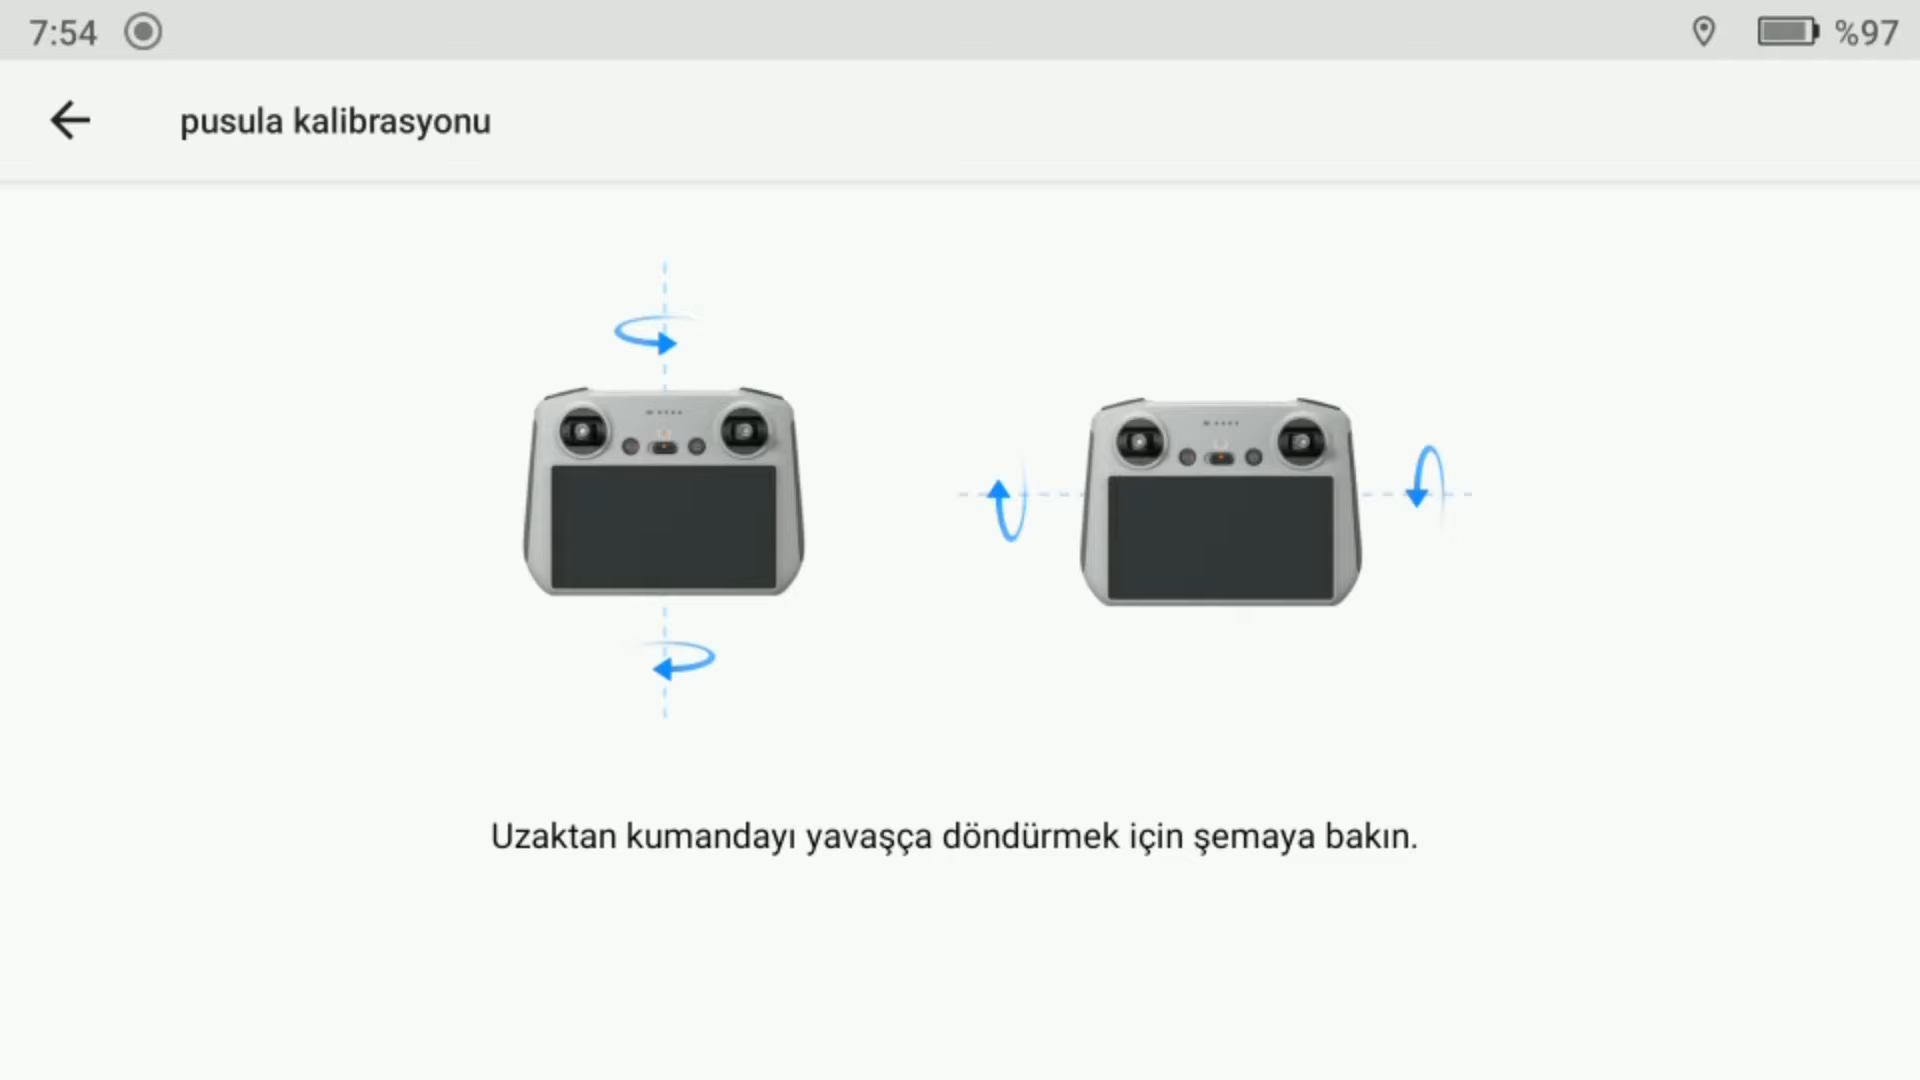 7:54
%97
pusula kalibrasyonu
Uzaktan kumandayı yavaşça döndürmek için şemaya bakın.